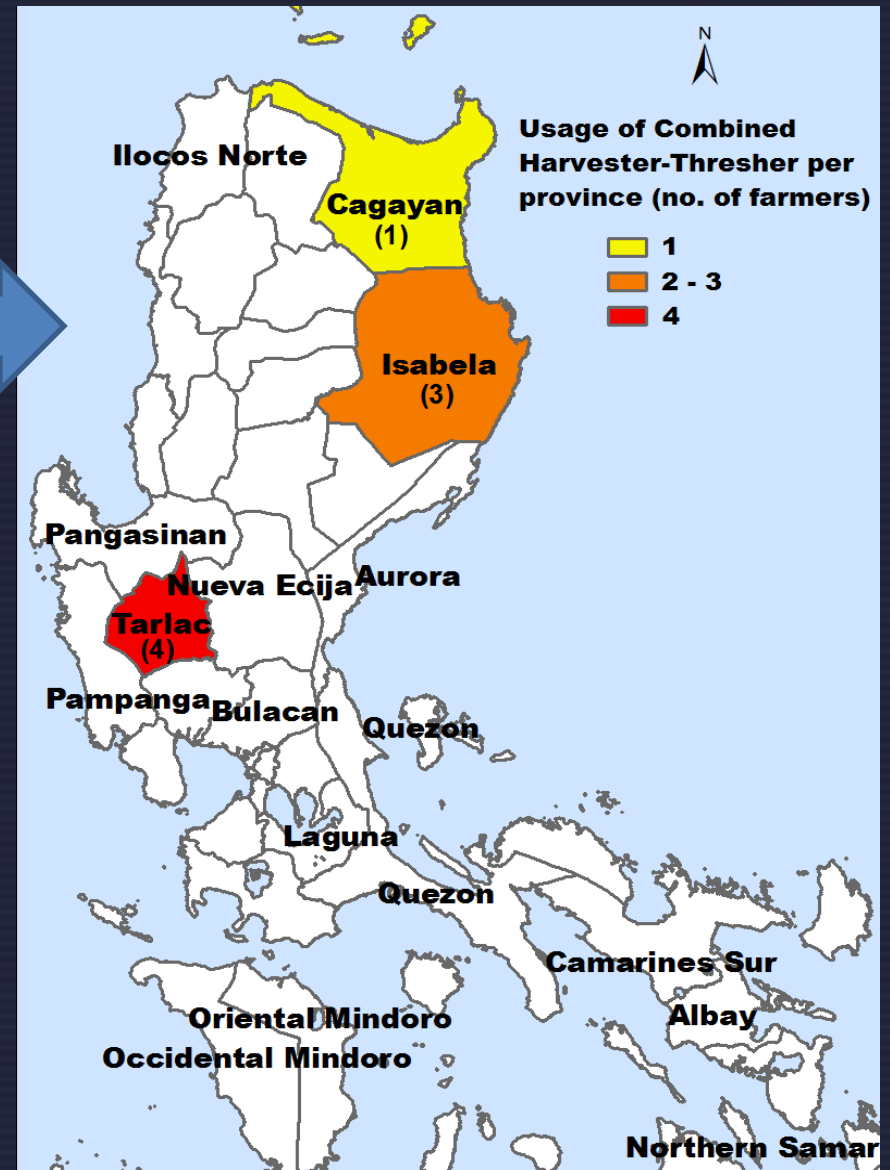 N
Usage of Combined
Harvester-Thresher per
province (no. of farmers)
1
2 - 3
4
Ilocos Norte
Cagayan
(1)
Isabela
(3)
Pangasinan
Nueva Ecija
Aurora
Tarlac
(4)
Pampanga
Bulacan
Quezon
Laguna
Quezon
Camarines Sur
Albay
Oriental Mindoro
Occidental Mindoro
Northern Samar